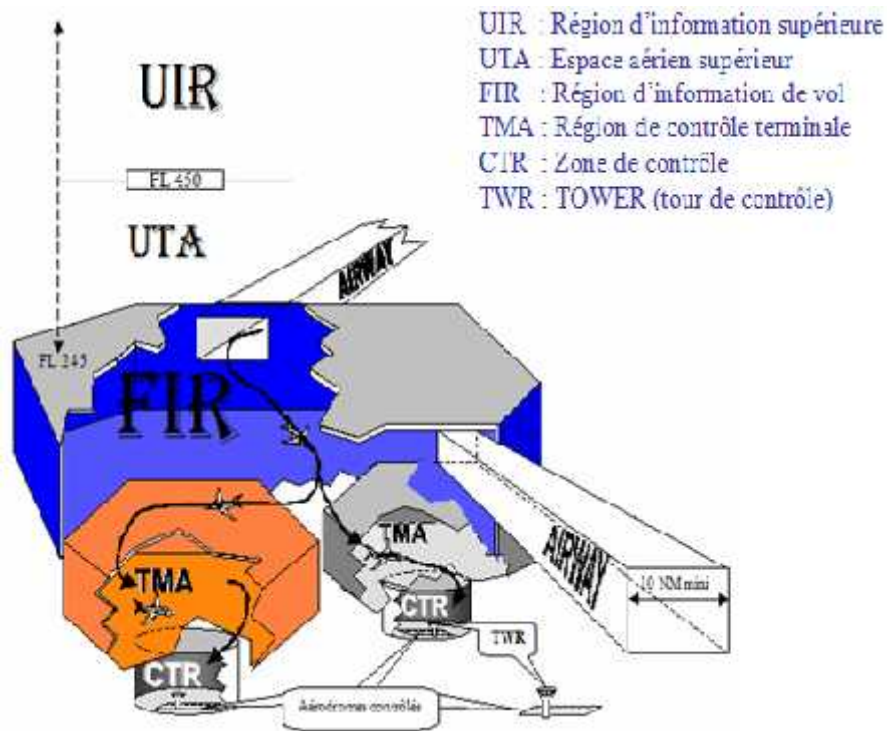 UIR : Région d'information supérieure
UTA : Espace aérien supérieur
FIR : Région d'information de vol
TMA : Région de contrôle terminale
CTR : Zone de contrôle
TWR : TOWER (tour de contrôle)
UIR
FL 450
UTA
AIRWAY
FL 245
FIR
TMA
TMA
AIRWAY
10 NM mini
CTR
TWR
CTR
Aérodromes contrôlés